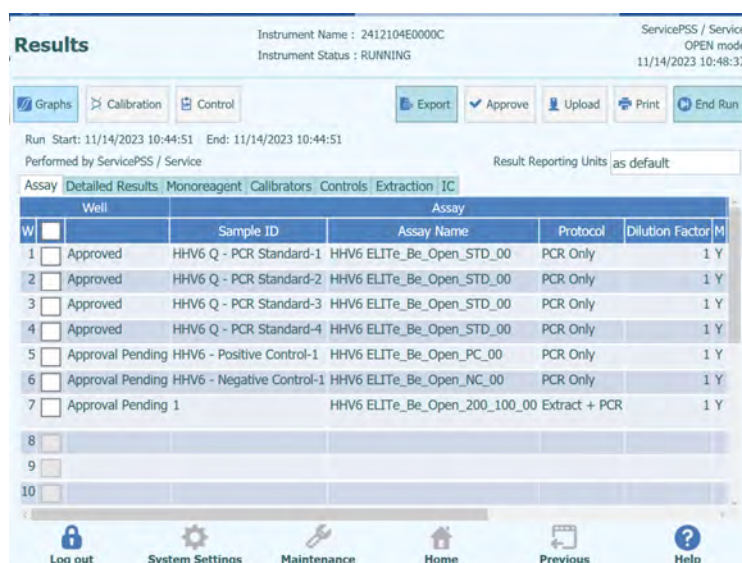 Results
Instrument Name : 2412104E0000C
Instrument Status : RUNNING
ServicePSS / Service
OPEN mode
11/14/2023 10:48:3
Graphs Calibration Control Export Approve Upload Print End Run
Run Start: 11/14/2023 10:44:51 End: 11/14/2023 10:44:51
Performed by ServicePSS / Service
Result Reporting Units as default
Assay Detailed Results Monoreagent Calibrators Controls Extraction IC
Well Assay
W Sample ID Assay Name Protocol Dilution Factor M
1 Approved HHV6 Q - PCR Standard-1 HHV6 ELITe_Be_Open_STD_00 PCR Only 1 Y
2 Approved HHV6 Q - PCR Standard-2 HHV6 ELITe_Be_Open_STD_00 PCR Only 1 Y
3 Approved HHV6 Q - PCR Standard-3 HHV6 ELITe_Be_Open_STD_00 PCR Only 1 Y
4 Approved HHV6 Q - PCR Standard-4 HHV6 ELITe_Be_Open_STD_00 PCR Only 1 Y
5 Approval Pending HHV6 - Positive Control-1 HHV6 ELITe_Be_Open_PC_00 PCR Only 1 Y
6 Approval Pending HHV6 - Negative Control-1 HHV6 ELITe_Be_Open_NC_00 PCR Only 1 Y
7 Approval Pending 1 HHV6 ELITe_Be_Open_200_100_00 Extract + PCR 1 Y
8
9
10
Log out System Settings Maintenance Home Previous Help